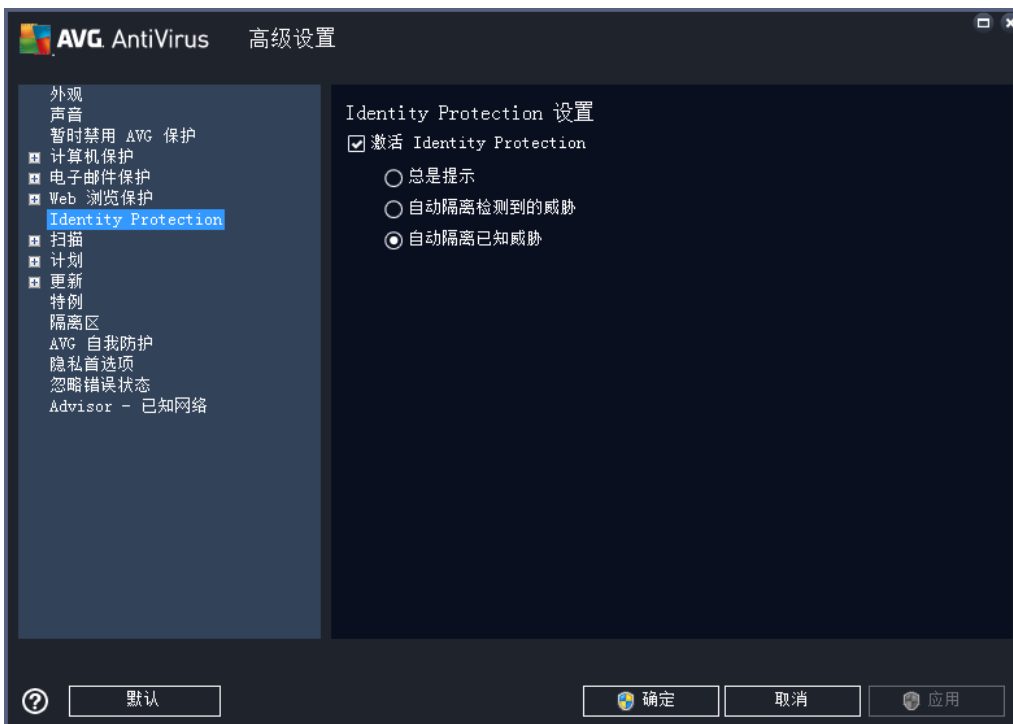 AVG. AntiVirus 高级设置
外观
声音
暂时禁用 AVG 保护
计算机保护
电子邮件保护
Web 浏览保护
Identity Protection
扫描
计划
更新
特例
隔离区
AVG 自我防护
隐私首选项
忽略错误状态
Advisor - 已知网络
Identity Protection 设置
激活 Identity Protection
总是提示
自动隔离检测到的威胁
自动隔离已知威胁
默认
确定
取消
应用